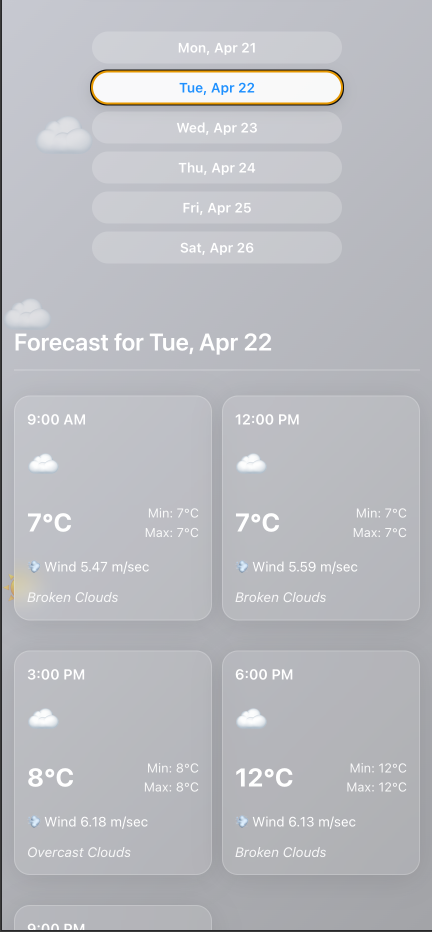 Mon, Apr 21
Tue, Apr 22
Wed, Apr 23
Thu, Apr 24
Fri, Apr 25
Sat, Apr 26
Forecast for Tue, Apr 22
9:00 AM
7°C
Min: 7°C
Max: 7°C
Wind 5.47 m/sec
Broken Clouds
12:00 PM
7°C
Min: 7°C
Max: 7°C
Wind 5.59 m/sec
Broken Clouds
3:00 PM
8°C
Min: 8°C
Max: 8°C
Wind 6.18 m/sec
Overcast Clouds
6:00 PM
12°C
Min: 12°C
Max: 12°C
Wind 6.13 m/sec
Broken Clouds
9:00 PM